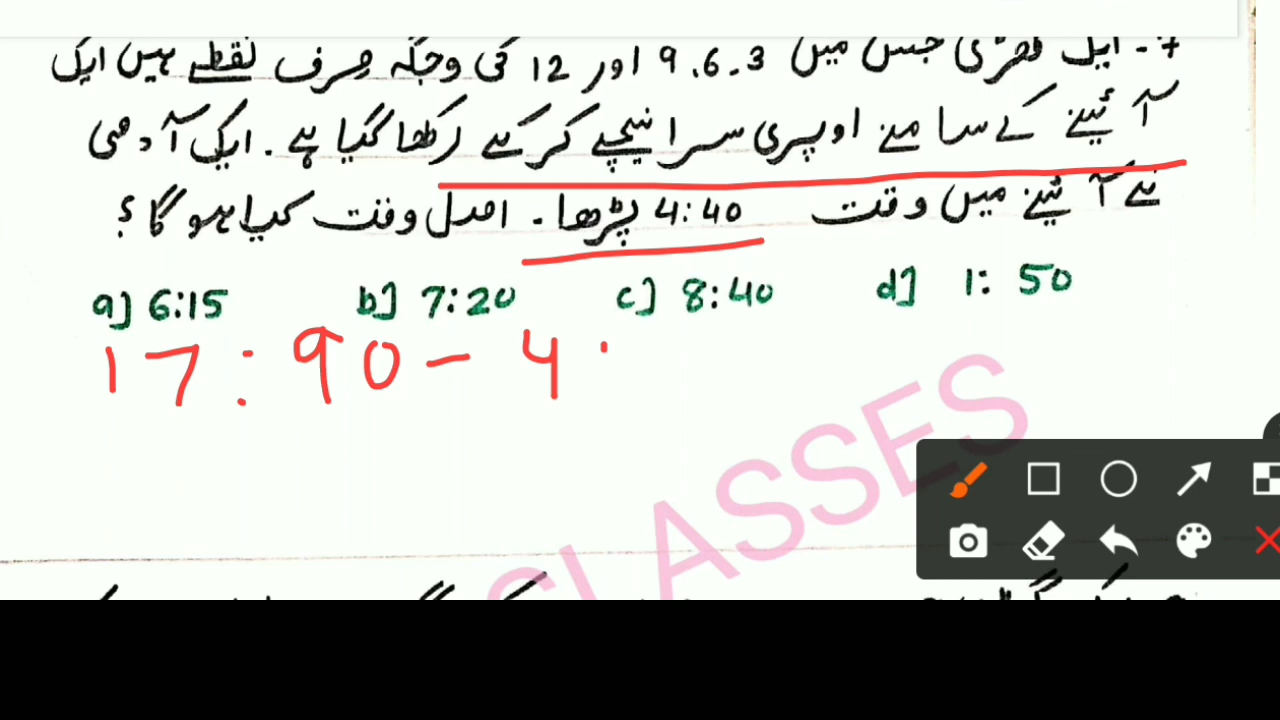 7- ایک گھڑی جس میں 3۔6۔9 اور 12 کی وجگہ صرف نقطے ہیں ایک
آئینے کے سامنے اوپری سرا نیچے کر کے رکھا گیا ہے۔ ایک آدمی
نے آئینے میں وقت 4:40 پڑھا۔ اصل وقت کیا ہوگا؟
a] 6:15 b] 7:20 c] 8:40 d] 1: 50
17:90-4
CLASSES